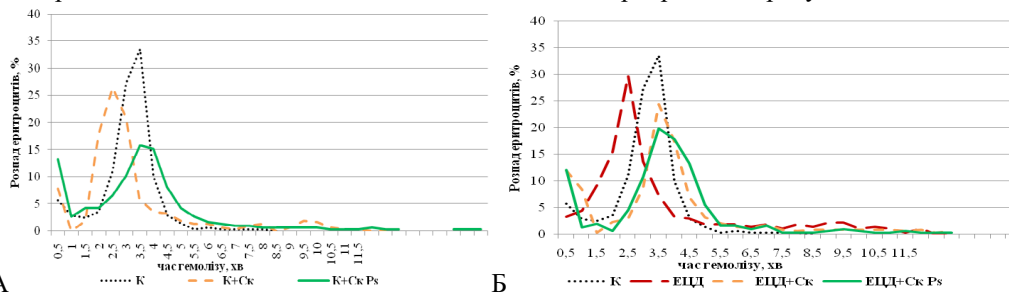 40
35
30
25
20
15
10
5
0
Розпад еритроцитів, %
0,5
1
1,5
2
2,5
3
3,5
4
4,5
5
5,5
6
6,5
7
7,5
8
8,5
9
9,5
10
10,5
11
11,5
час гемолізу, хв
К
К+Ск
К+Ск Ps
А
40
35
30
25
20
15
10
5
0
Розпад еритроцитів, %
0,5 1,5 2,5 3,5 4,5 5,5 6,5 7,5 8,5 9,5 10,5 11,5
час гемолізу, хв
К
ЕЦД
ЕЦД+Ск
ЕЦД+Ск Ps
Б